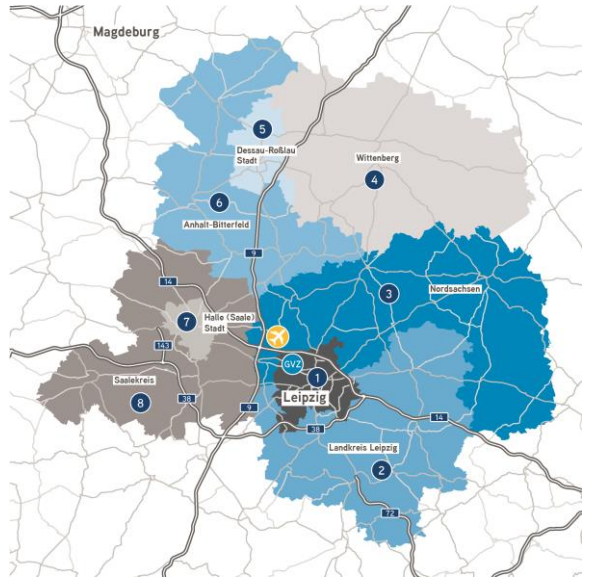 Magdeburg
5
Dessau-Roßlau
Stadt
Wittenberg
4
6
Anhalt-Bitterfeld
9
14
3
Nordsachsen
7
Halle (Saale)
Stadt
143
GVZ
1
Saalekreis
8
38
Leipzig
9
14
38
Landkreis Leipzig
2
72